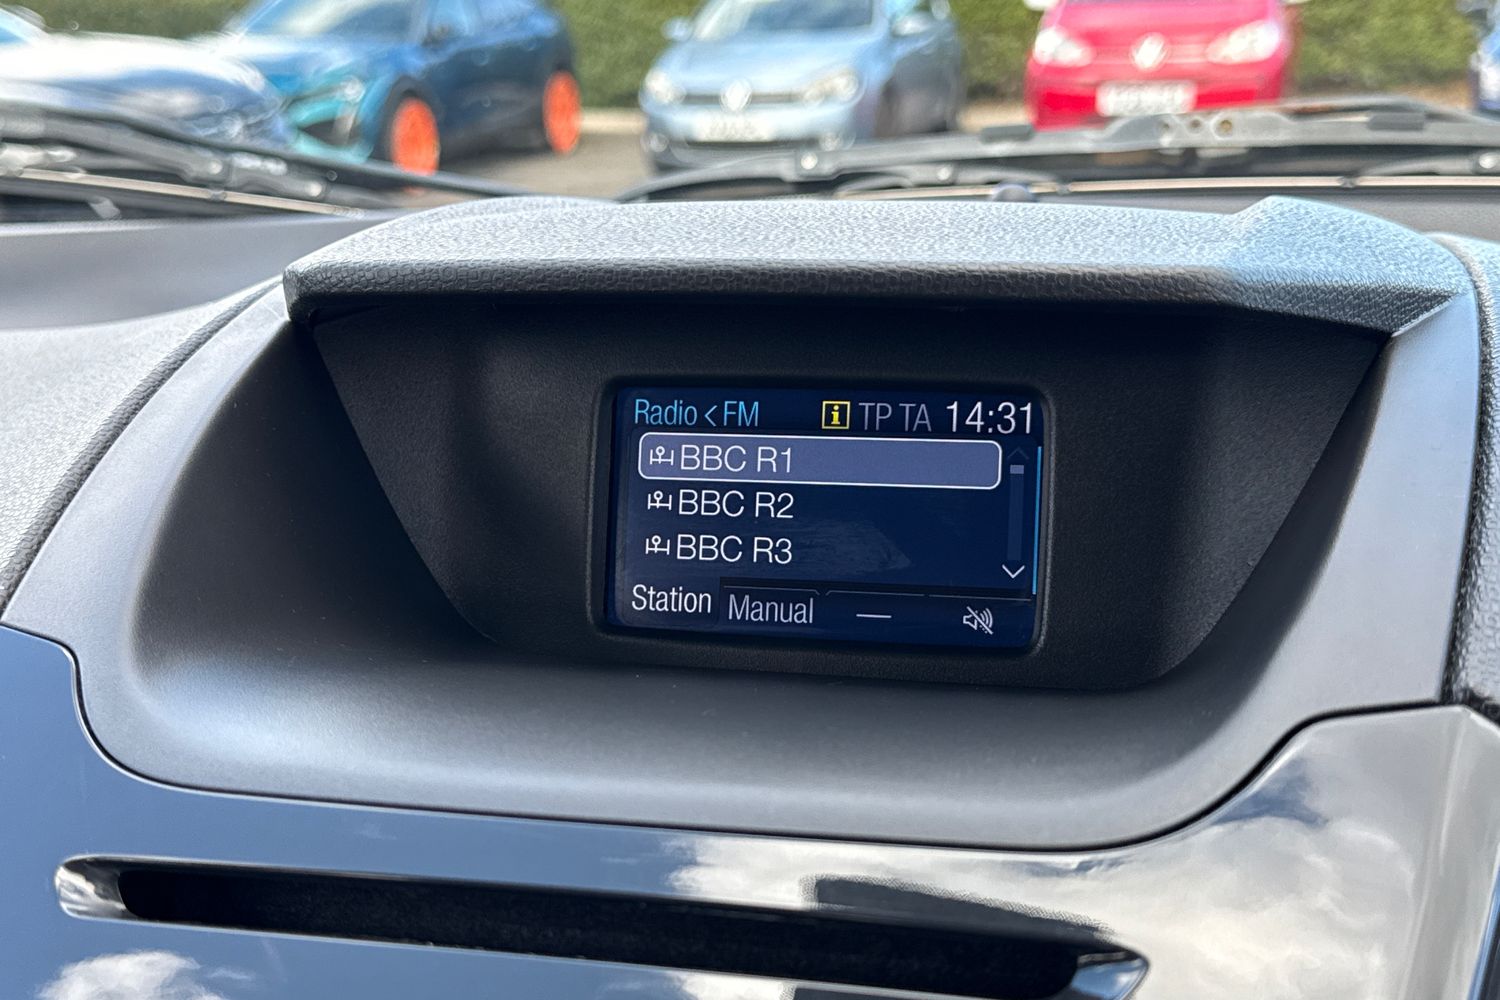 Radio < FM i TP TA 14:31
BBC R1
BBC R2
BBC R3
Station Manual —